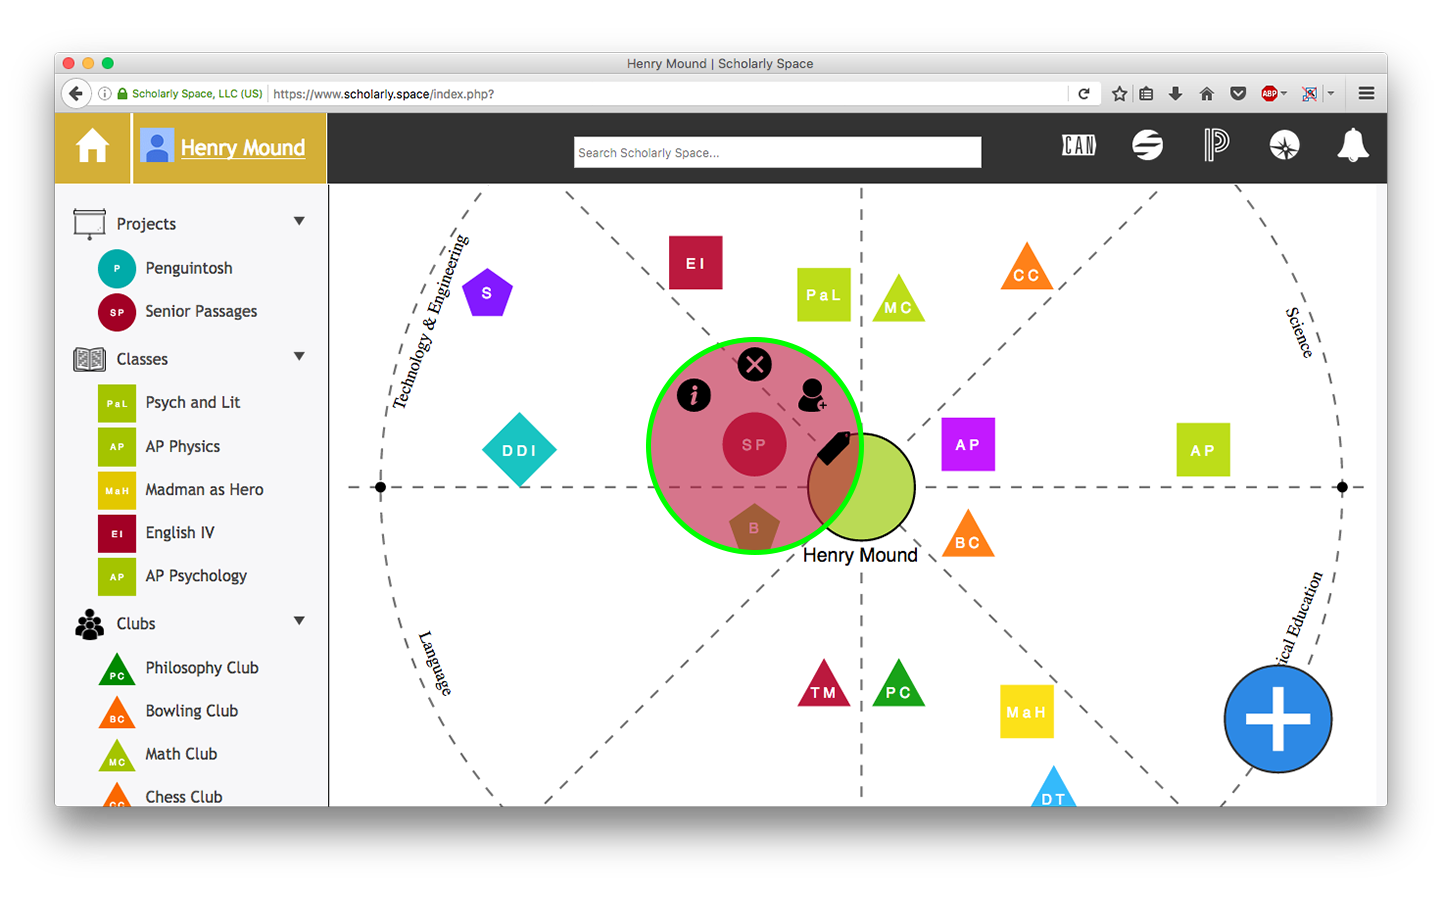 Henry Mound | Scholarly Space
Scholarly Space, LLC (US)
https://www.scholarly.space/index.php?
ABP
Henry Mound
Search Scholarly Space...
CAN
Projects
P
Penguintosh
SP
Senior Passages
Classes
PaL
Psych and Lit
AP
AP Physics
MaH
Madman as Hero
EI
English IV
AP
AP Psychology
Clubs
PC
Philosophy Club
BC
Bowling Club
MC
Math Club
CC
Chess Club
Technology & Engineering
Science
Language
ical Education
S
EI
PaL
MC
CC
i
SP
DDI
AP
AP
B
BC
Henry Mound
TM
PC
MaH
DT